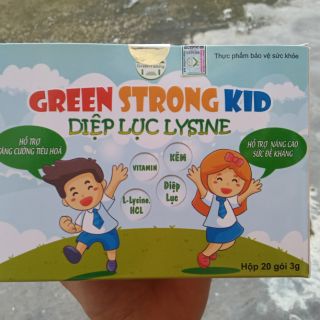 Thực phẩm bảo vệ sức khỏe
GREEN STRONG KID
DIỆP LỤC LYSINE
HỖ TRỢ
TĂNG CƯỜNG TIÊU HOÁ
HỖ TRỢ NÂNG CAO
SỨC ĐỀ KHÁNG
VITAMIN
KẼM
L-Lysine.
HCL
Diệp
Lục
Hộp 20 gói 3g